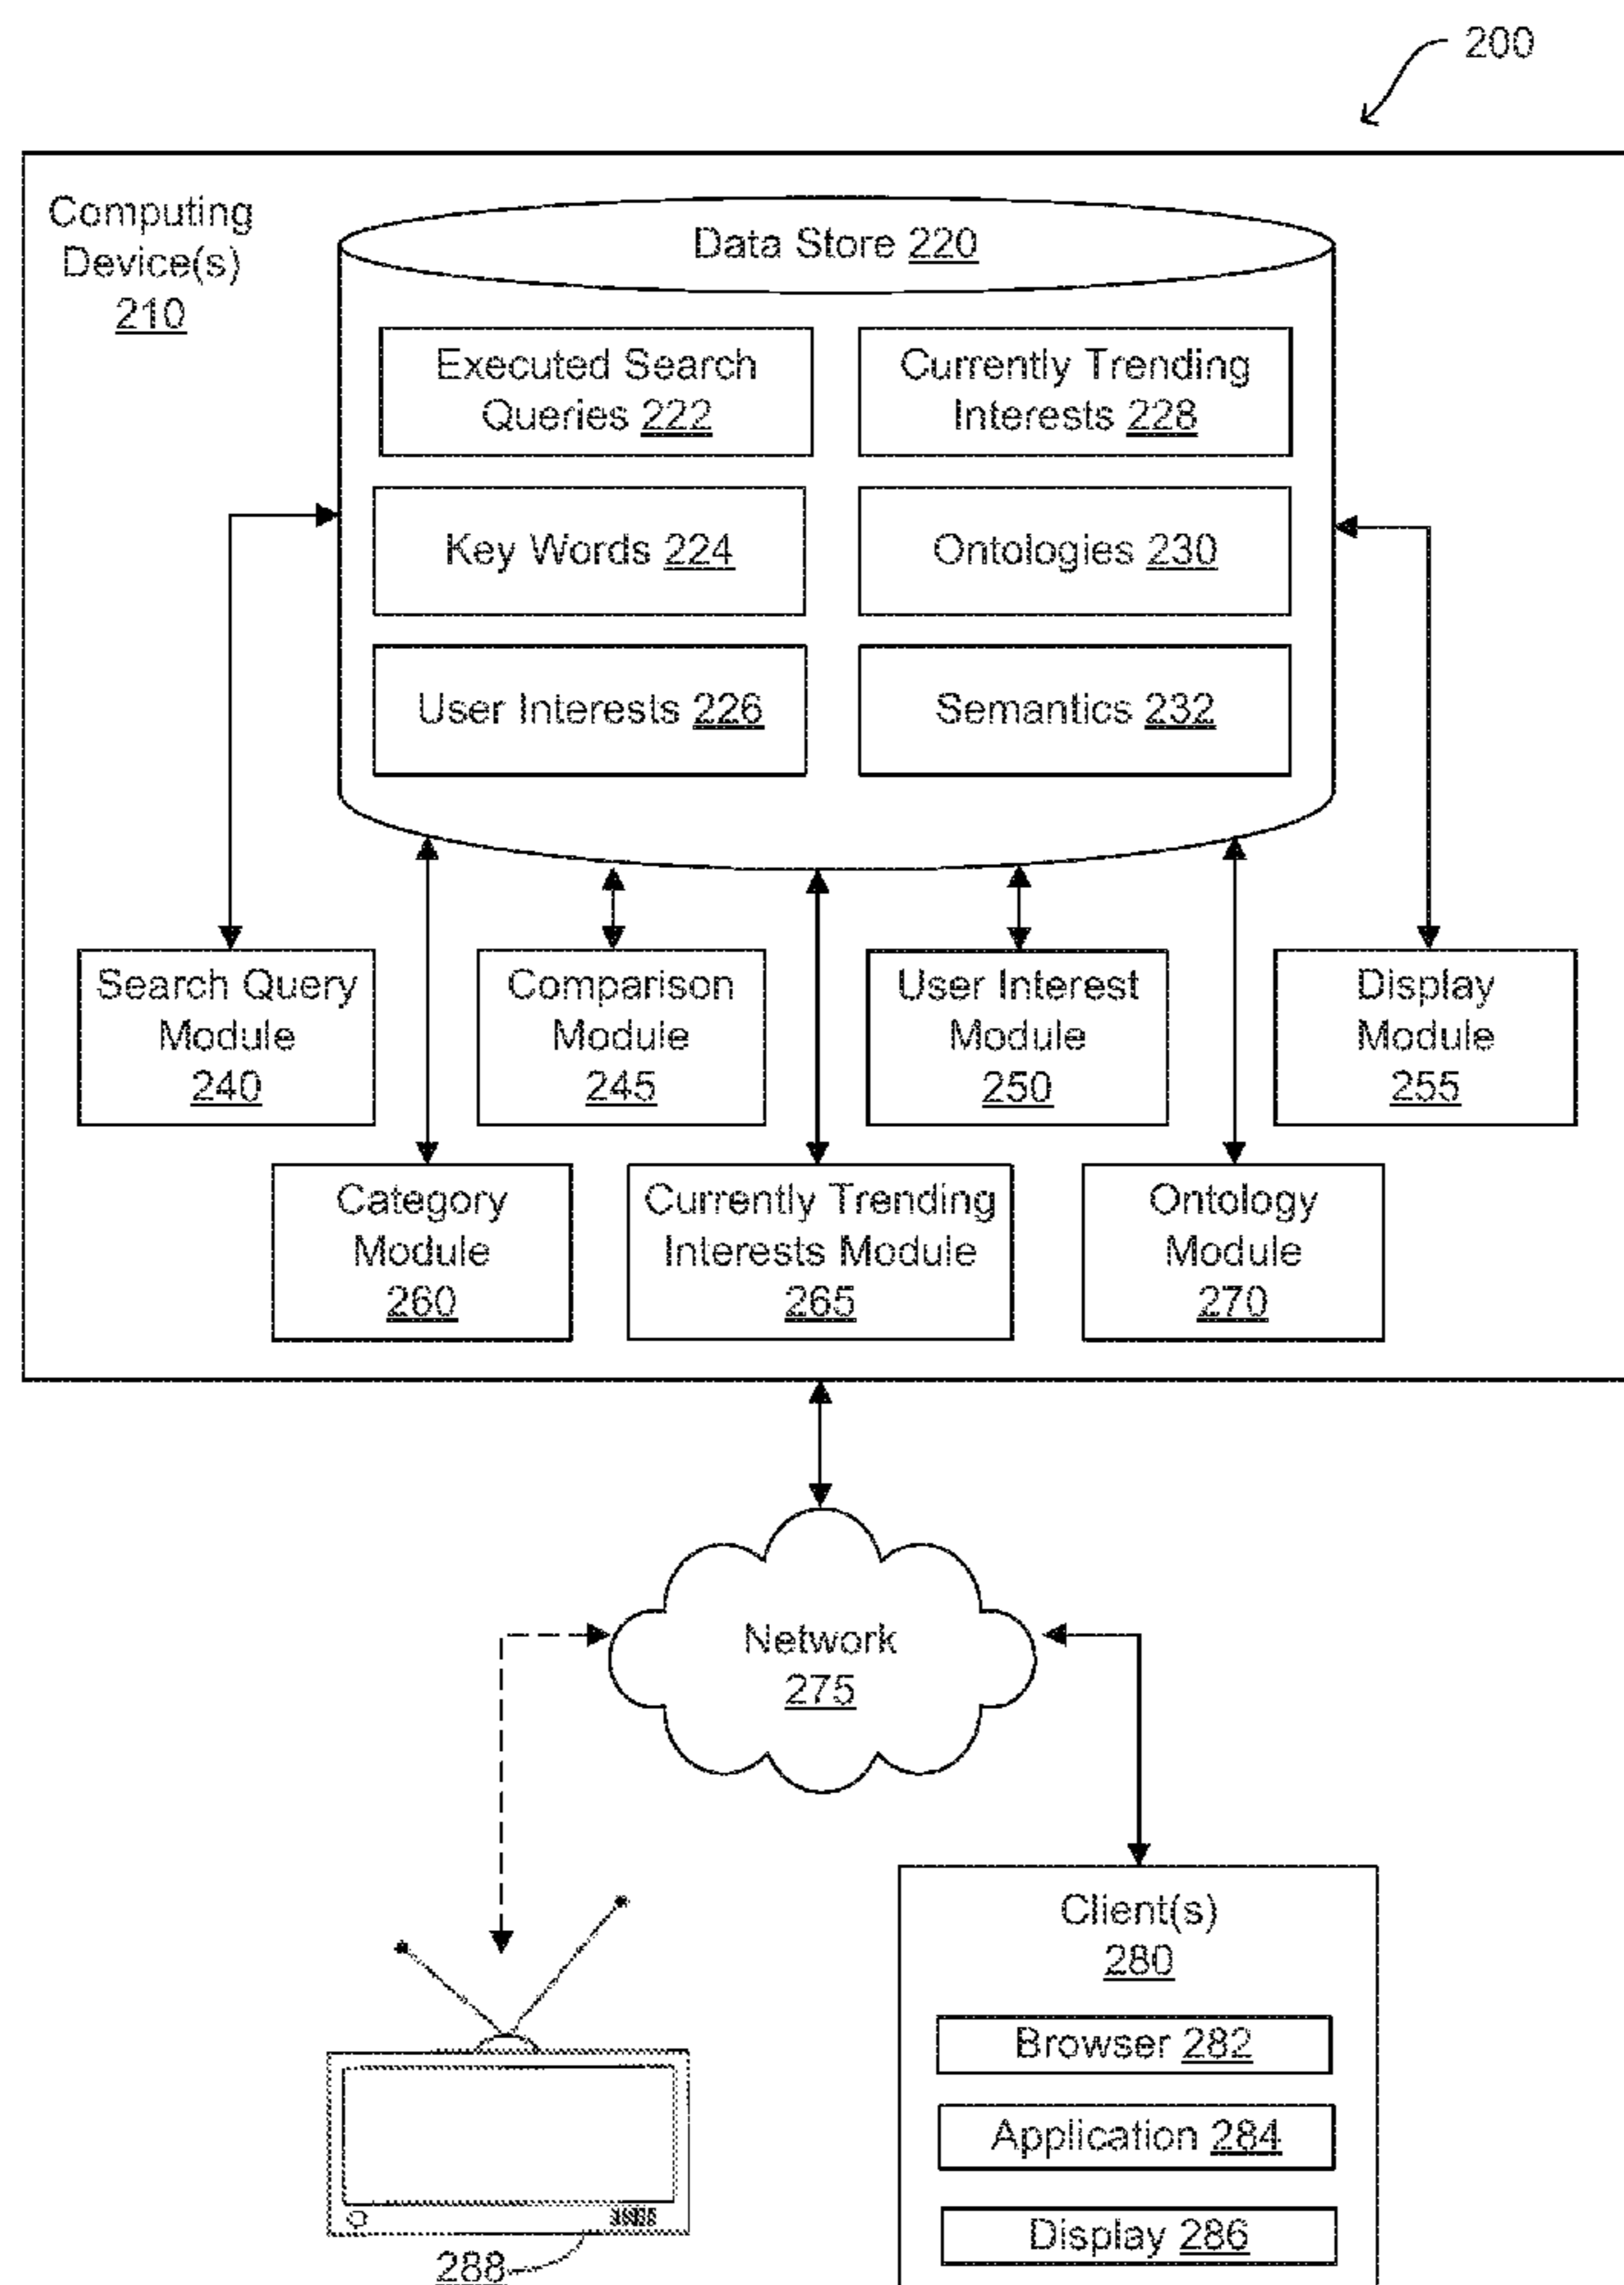 200
Computing
Device(s)
210
Data Store 220
Executed Search
Queries 222
Currently Trending
Interests 228
Key Words 224
Ontologies 230
User Interests 226
Semantics 232
Search Query
Module
240
Comparison
Module
245
User Interest
Module
250
Display
Module
255
Category
Module
260
Currently Trending
Interests Module
265
Ontology
Module
270
Network
275
Client(s)
280
Browser 282
Application 284
Display 286
288